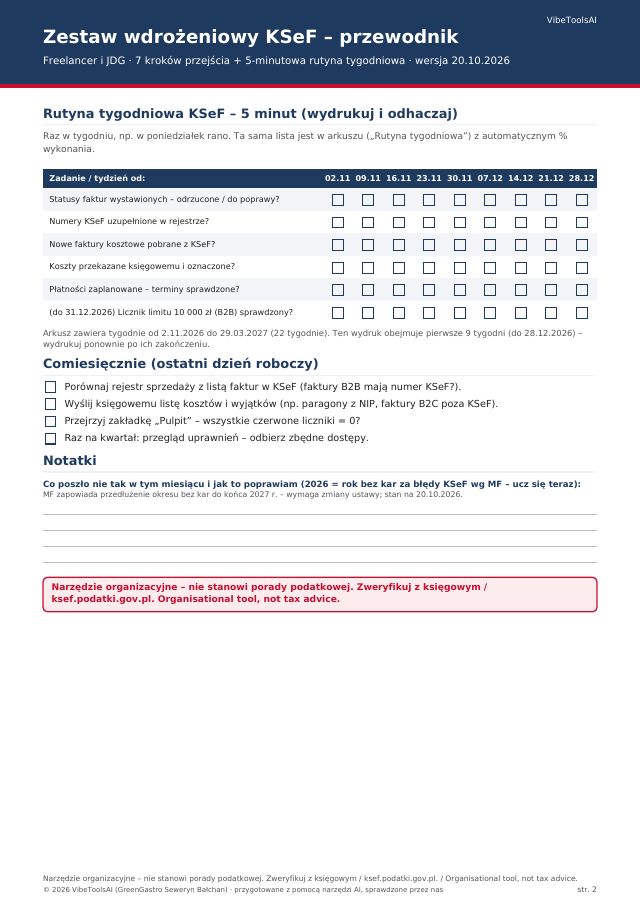 VibeToolsAI
Zestaw wdrożeniowy KSeF – przewodnik
Freelancer i JDG · 7 kroków przejścia + 5-minutowa rutyna tygodniowa · wersja 20.10.2026
Rutyna tygodniowa KSeF – 5 minut (wydrukuj i odhaczaj)
Raz w tygodniu, np. w poniedziałek rano. Ta sama lista jest w arkuszu („Rutyna tygodniowa”) z automatycznym %
wykonania.
Zadanie / tydzień od: 02.11 09.11 16.11 23.11 30.11 07.12 14.12 21.12 28.12
Statusy faktur wystawionych – odrzucone / do poprawy?
Numery KSeF uzupełnione w rejestrze?
Nowe faktury kosztowe pobrane z KSeF?
Koszty przekazane księgowemu i oznaczone?
Płatności zaplanowane – terminy sprawdzone?
(do 31.12.2026) Licznik limitu 10 000 zł (B2B) sprawdzony?
Arkusz zawiera tygodnie od 2.11.2026 do 29.03.2027 (22 tygodnie). Ten wydruk obejmuje pierwsze 9 tygodni (do 28.12.2026) –
wydrukuj ponownie po ich zakończeniu.
Comiesięcznie (ostatni dzień roboczy)
Porównaj rejestr sprzedaży z listą faktur w KSeF (faktury B2B mają numer KSeF?).
Wyślij księgowemu listę kosztów i wyjątków (np. paragony z NIP, faktury B2C poza KSeF).
Przejrzyj zakładkę „Pulpit” – wszystkie czerwone liczniki = 0?
Raz na kwartał: przegląd uprawnień – odbierz zbędne dostępy.
Notatki
Co poszło nie tak w tym miesiącu i jak to poprawiam (2026 = rok bez kar za błędy KSeF wg MF – ucz się teraz):
MF zapowiada przedłużenie okresu bez kar do końca 2027 r. – wymaga zmiany ustawy; stan na 20.10.2026.
Narzędzie organizacyjne – nie stanowi porady podatkowej. Zweryfikuj z księgowym /
ksef.podatki.gov.pl. Organisational tool, not tax advice.
Narzędzie organizacyjne – nie stanowi porady podatkowej. Zweryfikuj z księgowym / ksef.podatki.gov.pl. / Organisational tool, not tax advice.
© 2026 VibeToolsAI (GreenGastro Seweryn Bałchan) · przygotowane z pomocą narzędzi AI, sprawdzone przez nas str. 2